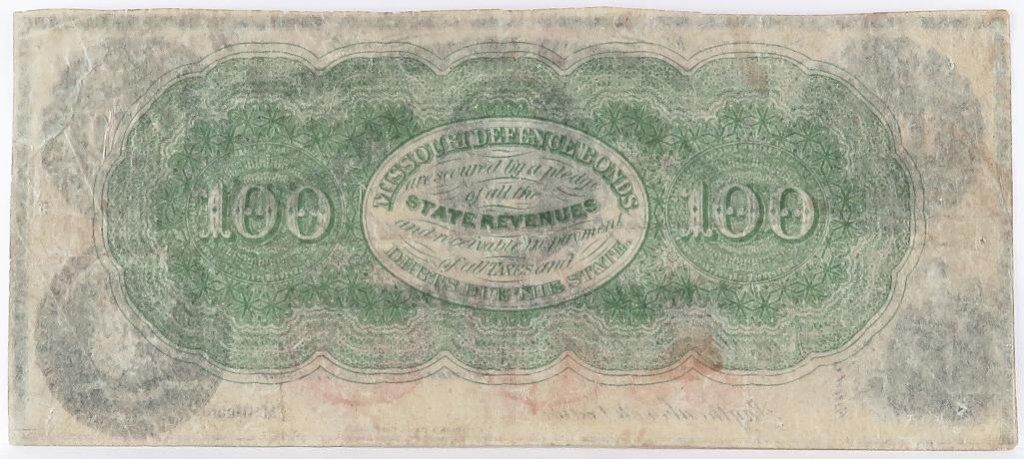 MISSOURI DEFENCE BONDS
are secured by a pledge
of all the
100 STATE REVENUES 100
and receivable in payment
of all TAXES and
DEBTS DUE THE STATE